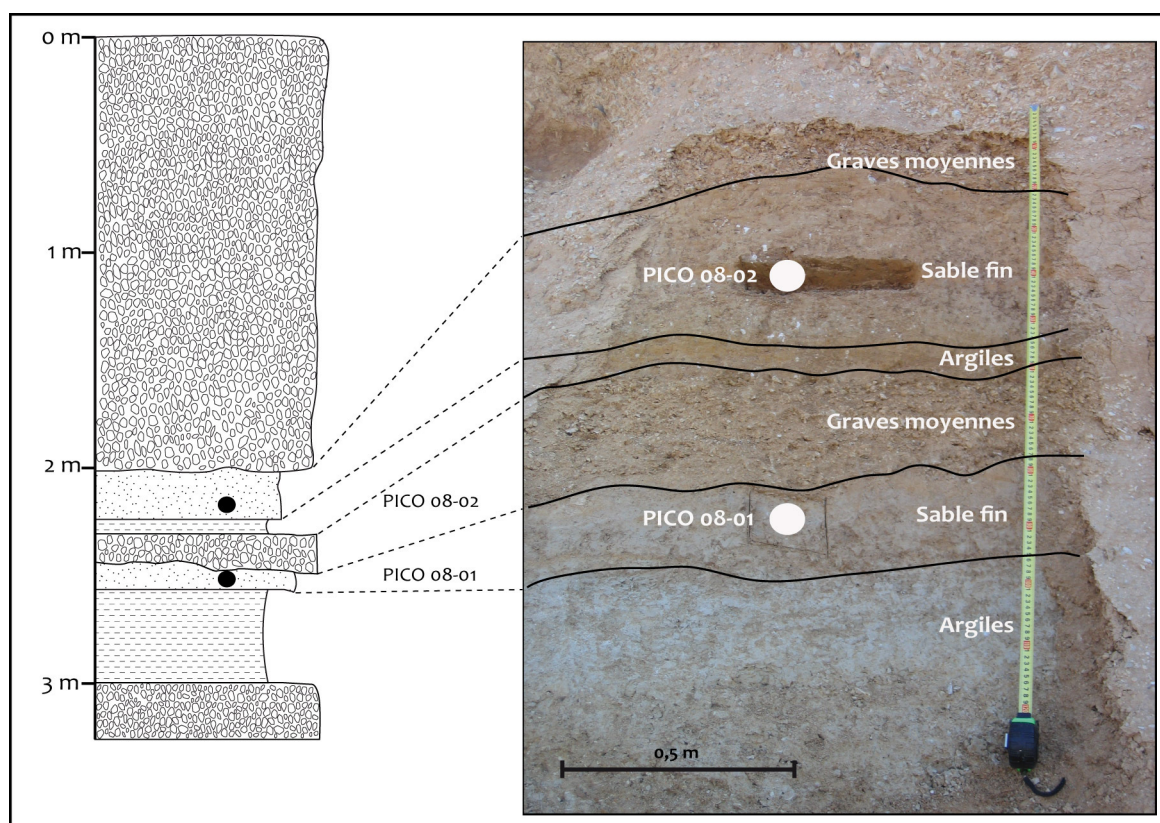 0 m
1 m
2 m
3 m
PICO 08-02
PICO 08-01
Graves moyennes
PICO 08-02
Sable fin
Argiles
Graves moyennes
PICO 08-01
Sable fin
Argiles
0,5 m